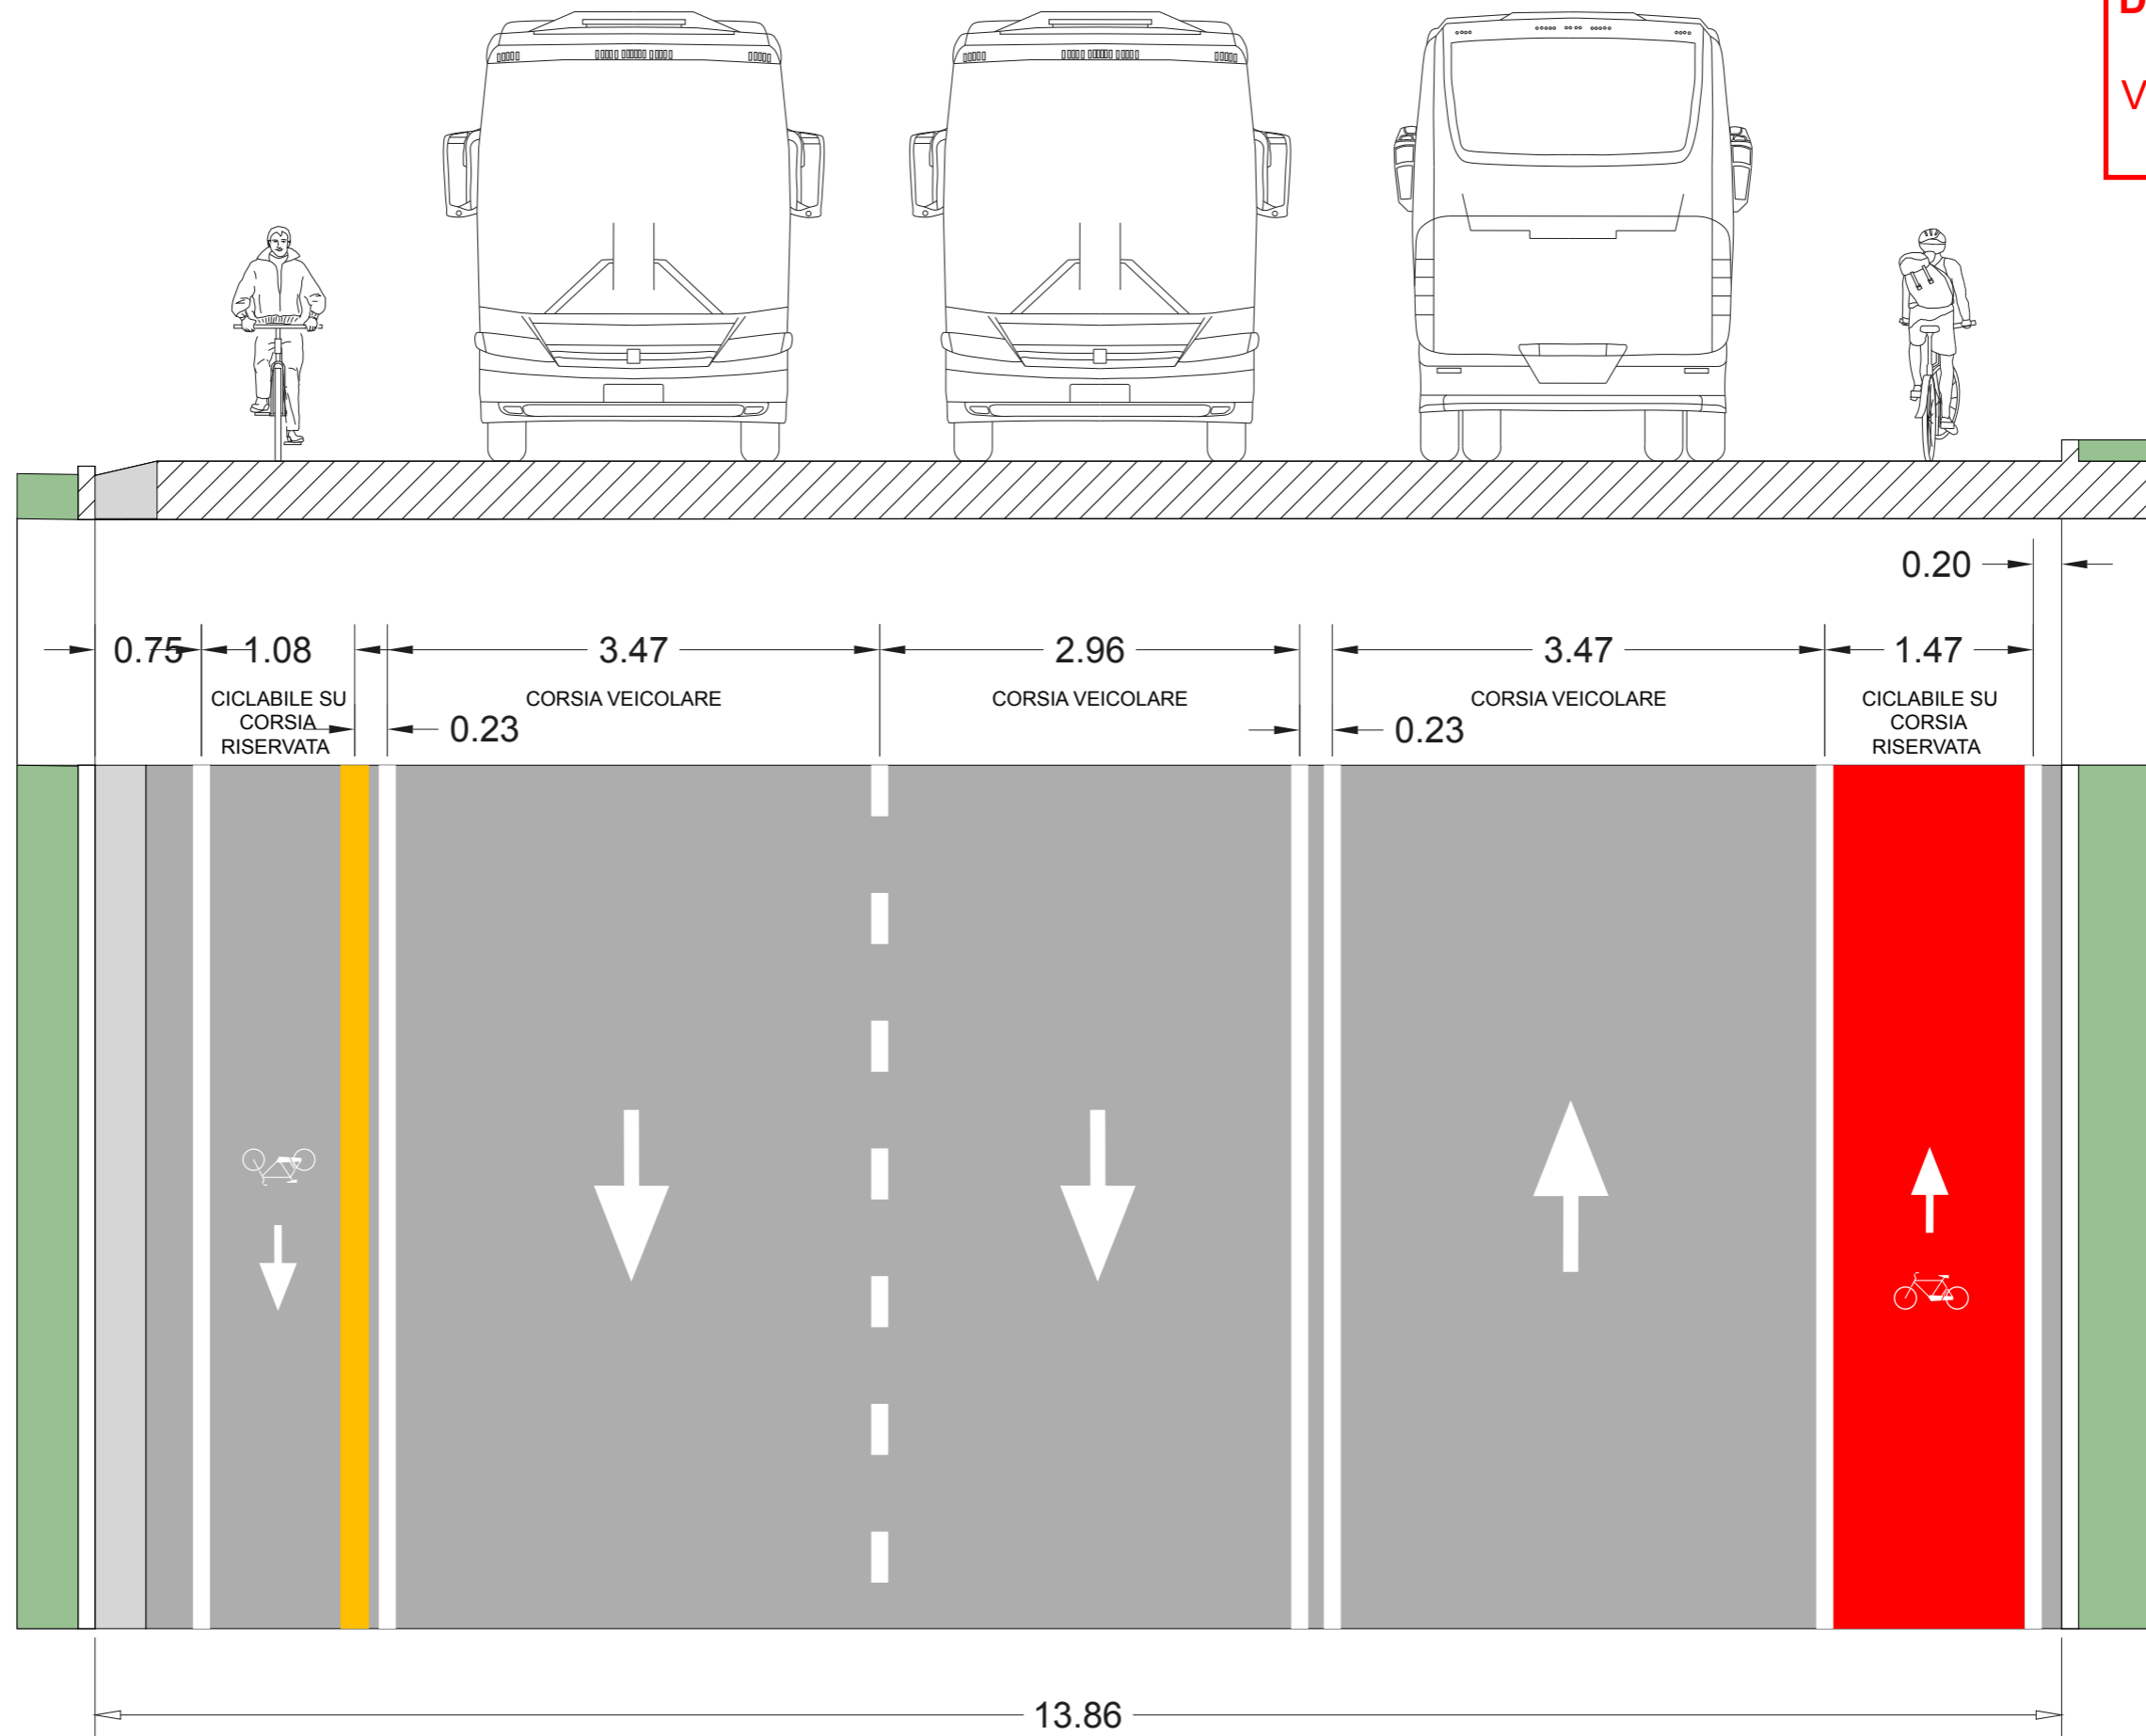 D
V
0.20
0.75
1.08
3.47
2.96
3.47
1.47
CICLABILE SU
CORSIA
RISERVATA
CORSIA VEICOLARE
CORSIA VEICOLARE
CORSIA VEICOLARE
CICLABILE SU
CORSIA
RISERVATA
0.23
0.23
13.86